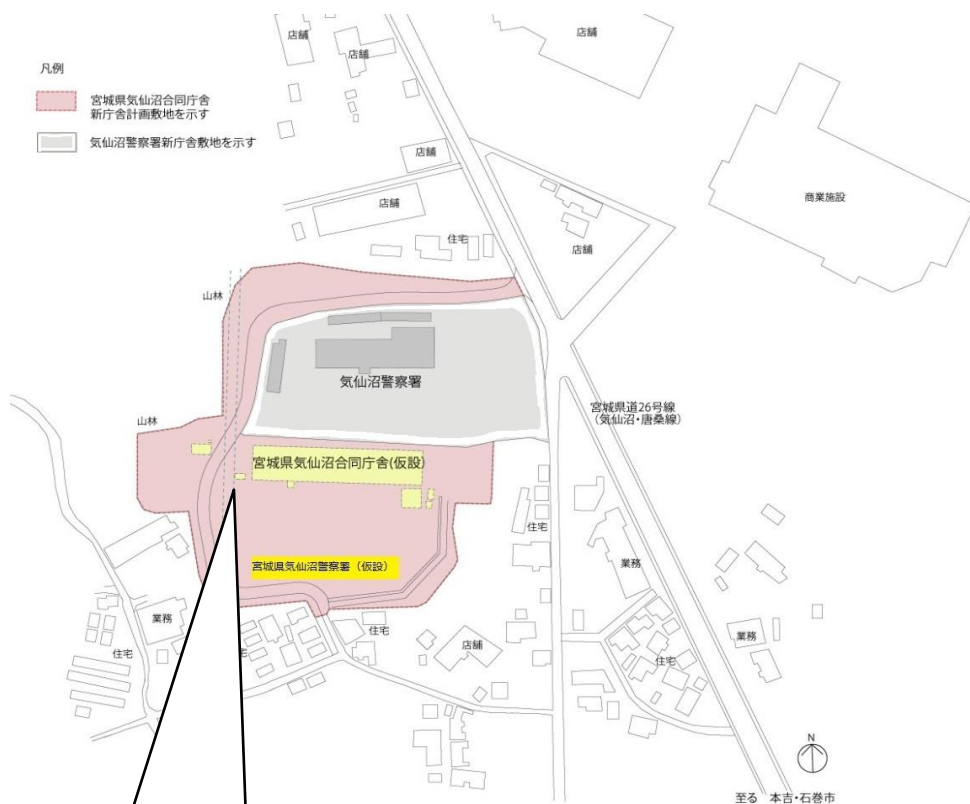 店舗
店舗
店舗
凡例
宮城県気仙沼合同庁舎
新庁舎計画敷地を示す
気仙沼警察署新庁舎敷地を示す
店舗
商業施設
店舗
住宅
店舗
山林
気仙沼警察署
宮城県道26号線
（気仙沼・唐桑線）
山林
宮城県気仙沼合同庁舎(仮設)
住宅
宮城県気仙沼警察署（仮設）
業務
業務
住宅
業務
店舗
住宅
宅
住宅
N
至る 本吉・石巻市